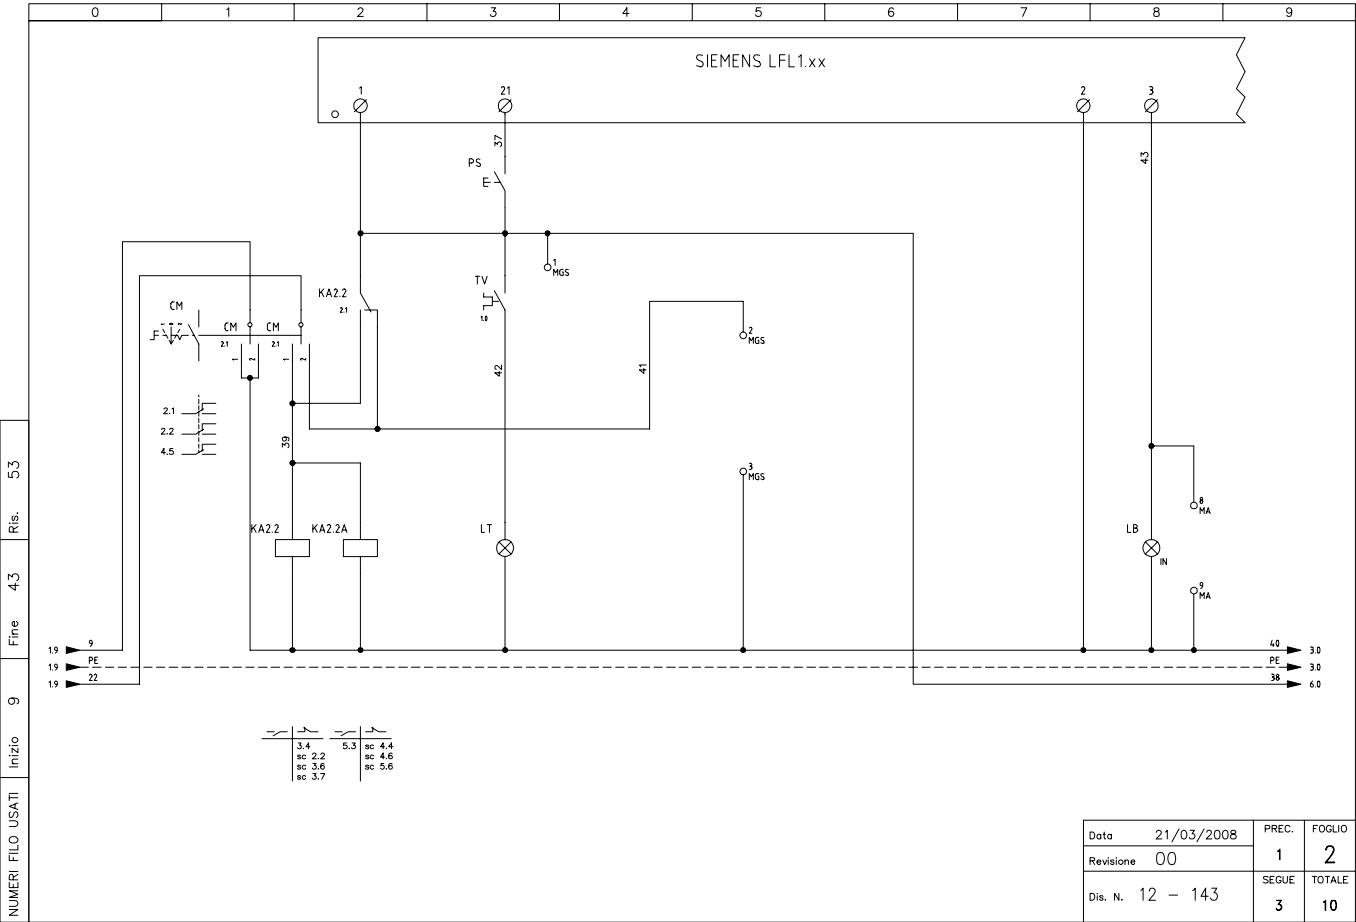 0 1 2 3 4 5 6 7 8 9
SIEMENS LFL1.xx
1 21 2 3
37
43
PS
1
MGS
TV
1.0
KA2.2
2.1
CM
CM
2.1
CM
2.1
1 2 1 2
2
MGS
42
41
2.1
2.2
4.5
39
3
MGS
8
MA
KA2.2
KA2.2A
LT
LB
IN
9
MA
1.9 9 40 3.0
1.9 PE PE 3.0
1.9 22 38 6.0
3.4 5.3 sc 4.4
sc 2.2 sc 4.6
sc 3.6 sc 5.6
sc 3.7
NUMERI FILO USATI Inizio 9 Fine 43 Ris. 53
Data 21/03/2008 PREC. FOGLIO
Revisione 00 1 2
Dis. N. 12 - 143 SEGUE TOTALE
3 10